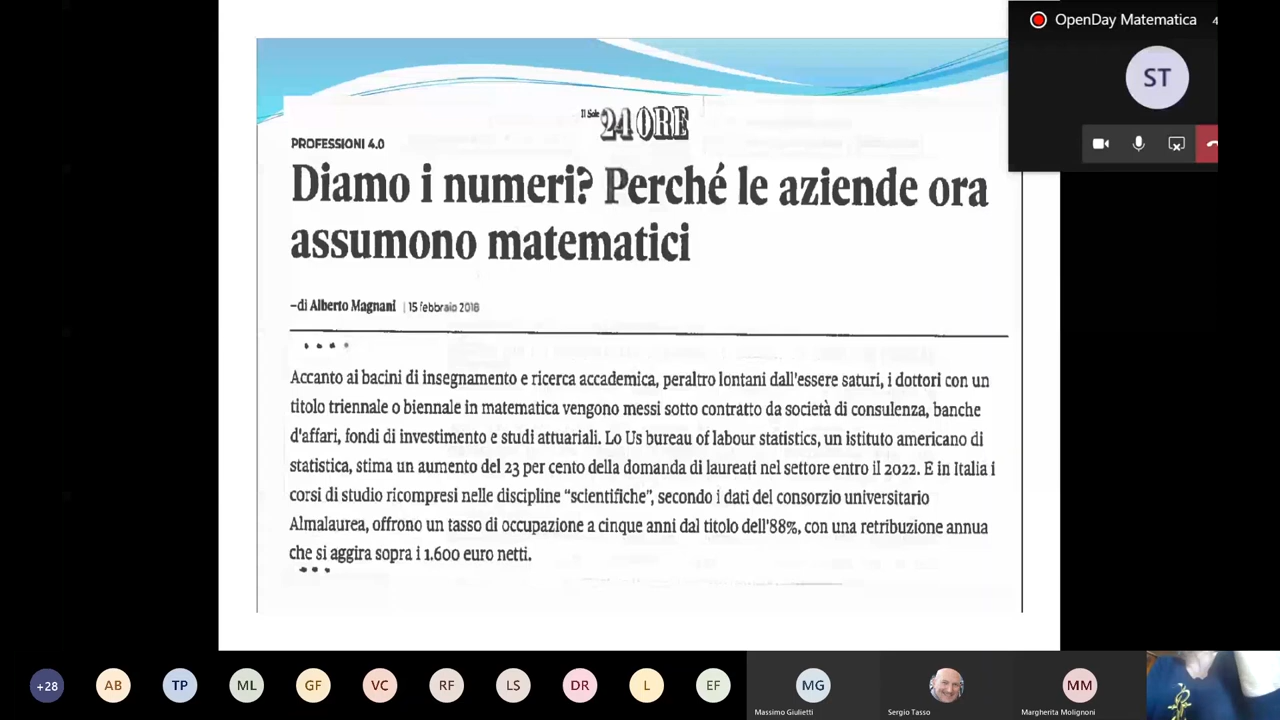 OpenDay Matematica
4
ST
Il Sole
24 ORE
PROFESSIONI 4.0
Diamo i numeri? Perché le aziende ora
assumono matematici
–di Alberto Magnani | 15 febbraio 2016
Accanto ai bacini di insegnamento e ricerca accademica, peraltro lontani dall'essere saturi, i dottori con un
titolo triennale o biennale in matematica vengono messi sotto contratto da società di consulenza, banche
d'affari, fondi di investimento e studi attuariali. Lo Us bureau of labour statistics, un istituto americano di
statistica, stima un aumento del 23 per cento della domanda di laureati nel settore entro il 2022. E in Italia i
corsi di studio ricompresi nelle discipline “scientifiche”, secondo i dati del consorzio universitario
Almalaurea, offrono un tasso di occupazione a cinque anni dal titolo dell'88%, con una retribuzione annua
che si aggira sopra i 1.600 euro netti.
+28 AB TP ML GF VC RF LS DR L EF MG MM
Massimo Giulietti Sergio Tasso Margherita Molignoni